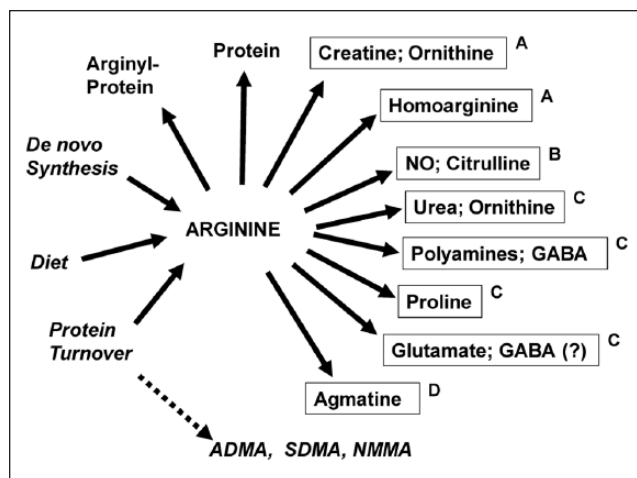 Protein
Creatine; Ornithine A
Arginyl-
Protein
Homoarginine A
De novo
Synthesis
NO; Citrulline B
Urea; Ornithine C
ARGININE
Polyamines; GABA C
Diet
Proline C
Protein
Turnover
Glutamate; GABA (?) C
Agmatine D
ADMA, SDMA, NMMA